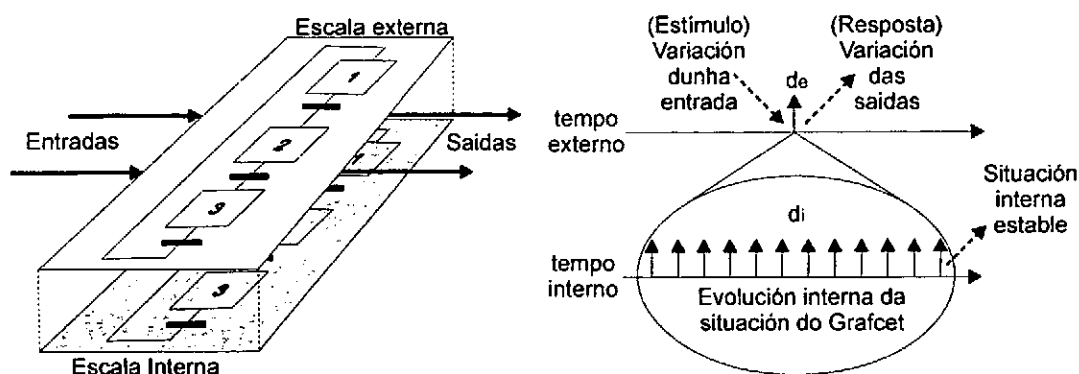 Escala externa
1
2
3
Entradas
Saidas
1
3
Escala Interna
(Estímulo)
Variación
dunha
entrada
(Resposta)
Variación
das
saidas
de
tempo
externo
di
Situación
interna
estable
tempo
interno
Evolución interna da
situación do Grafcet